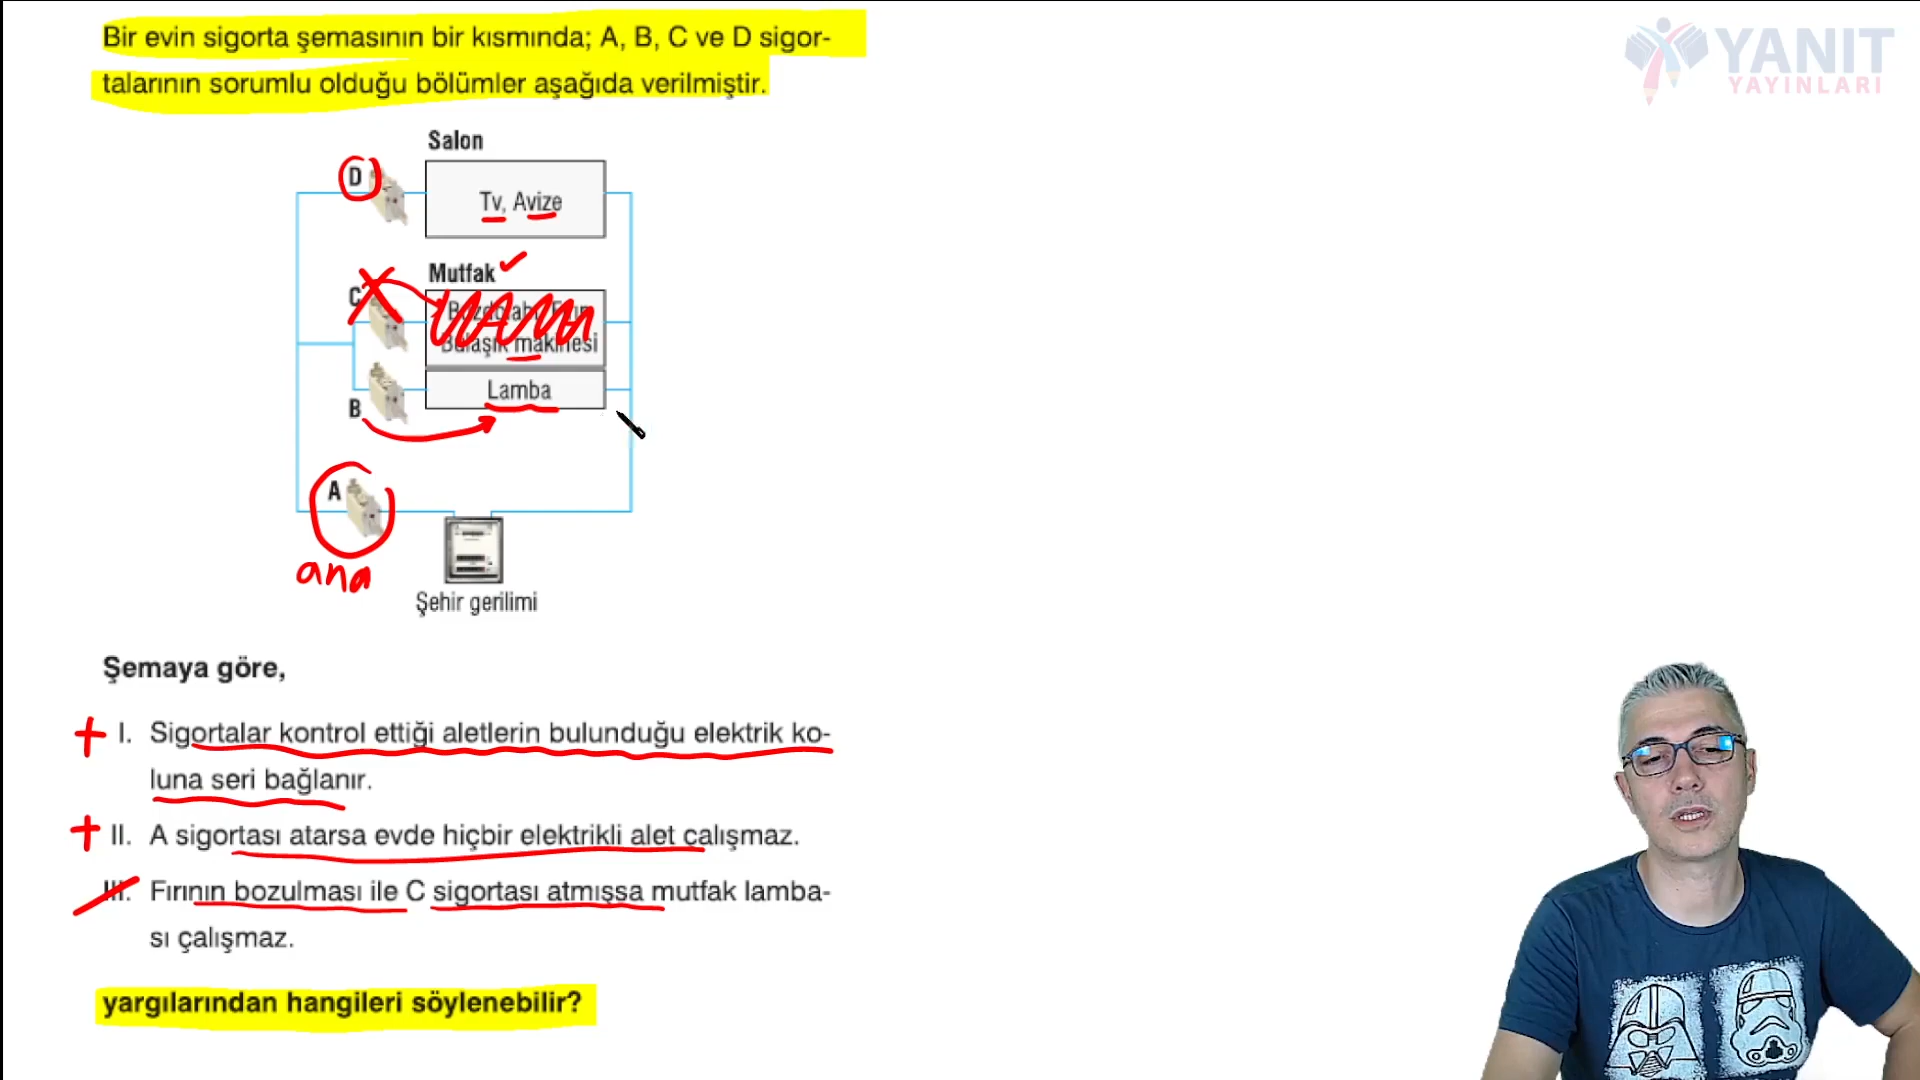 Bir evin sigorta şemasının bir kısmında; A, B, C ve D sigor-
talarının sorumlu olduğu bölümler aşağıda verilmiştir.
YANIT
YAYINLARI
Salon
D
Tv, Avize
Mutfak
C
Bulaşık makinesi
Lamba
B
A
ana
Şehir gerilimi
Şemaya göre,
I. Sigortalar kontrol ettiği aletlerin bulunduğu elektrik ko-
luna seri bağlanır.
II. A sigortası atarsa evde hiçbir elektrikli alet çalışmaz.
III. Fırının bozulması ile C sigortası atmışsa mutfak lamba-
sı çalışmaz.
yargılarından hangileri söylenebilir?